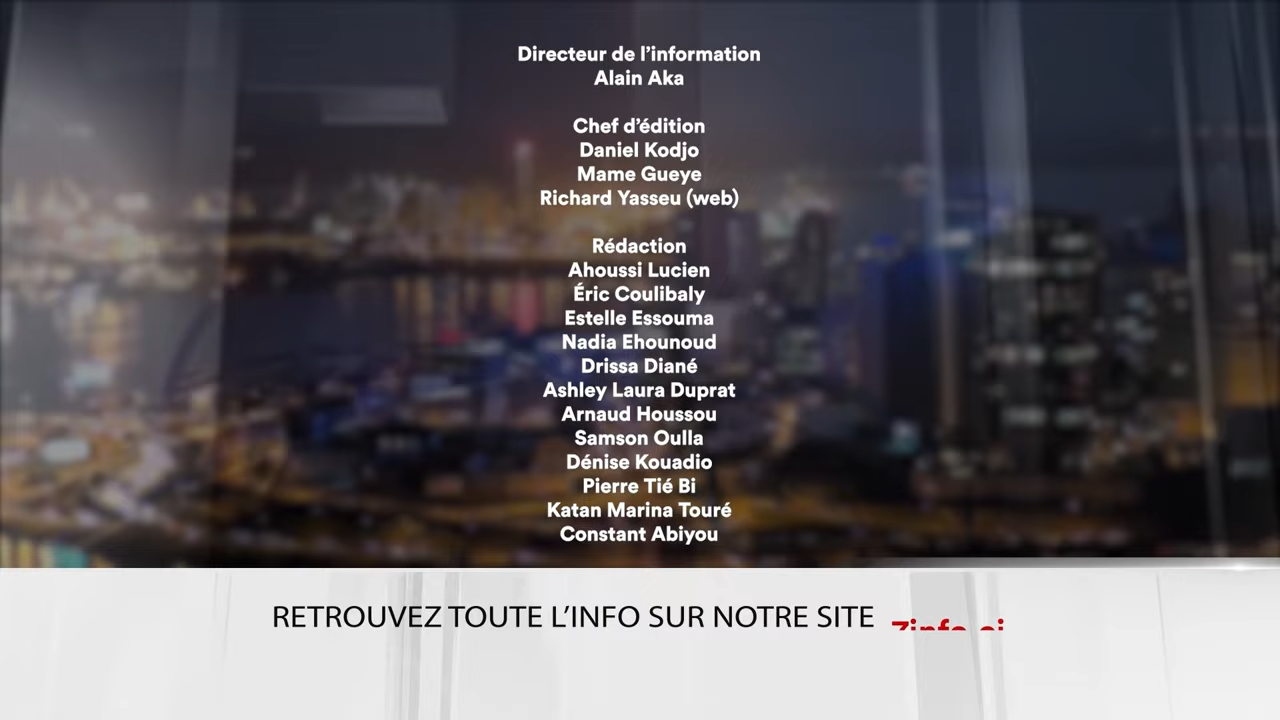 Directeur de l’information
Alain Aka
Chef d’édition
Daniel Kodjo
Mame Gueye
Richard Yasseu (web)
Rédaction
Ahoussi Lucien
Éric Coulibaly
Estelle Essouma
Nadia Ehounoud
Drissa Diané
Ashley Laura Duprat
Arnaud Houssou
Samson Oulla
Dénise Kouadio
Pierre Tié Bi
Katan Marina Touré
Constant Abiyou
RETROUVEZ TOUTE L’INFO SUR NOTRE SITE